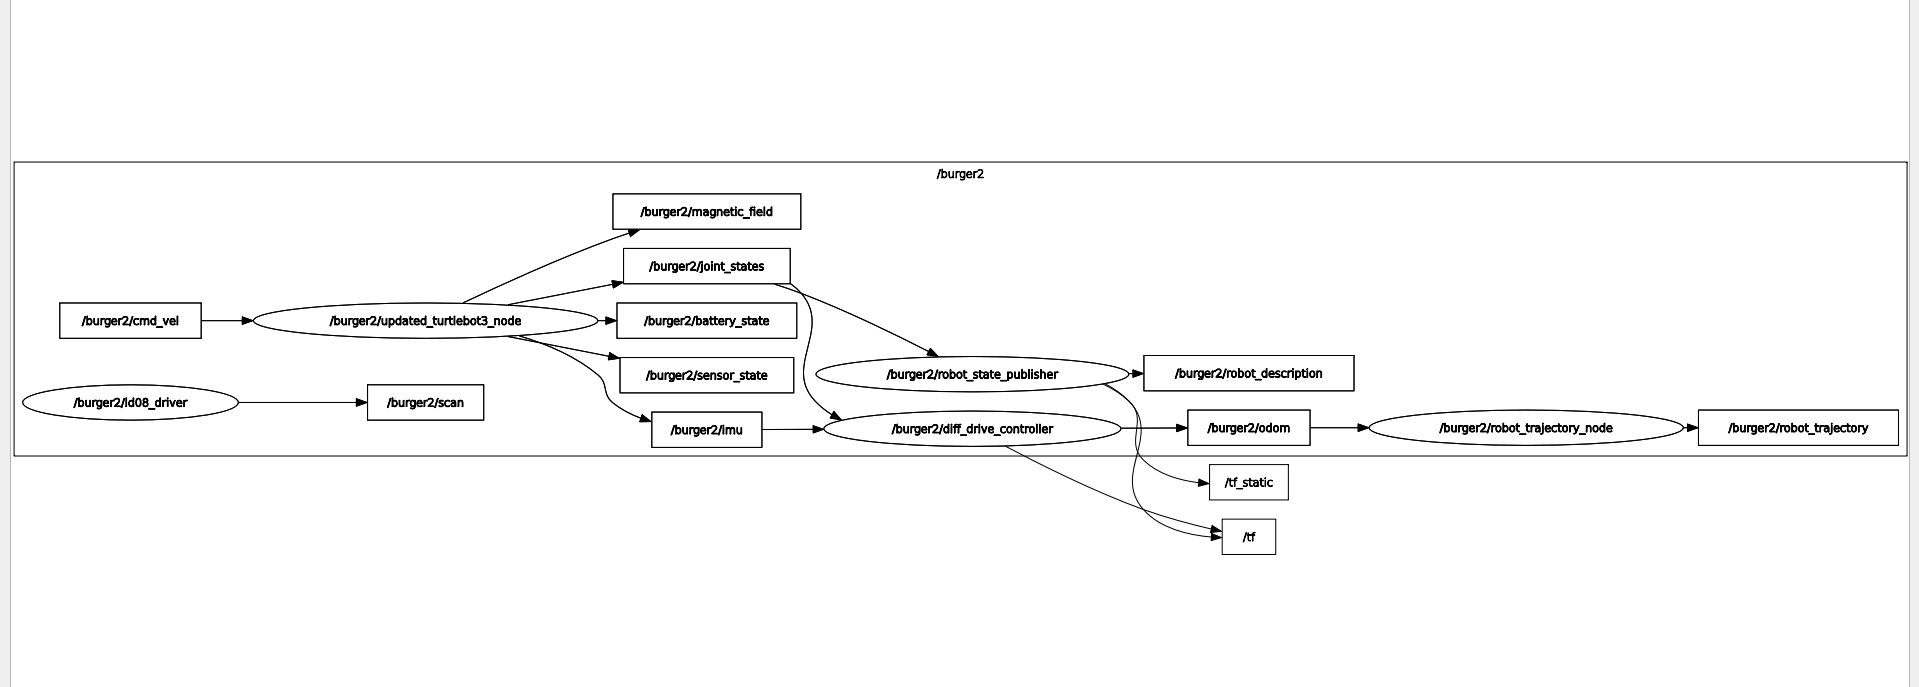 /burger2
/burger2/magnetic_field
/burger2/joint_states
/burger2/cmd_vel
/burger2/updated_turtlebot3_node
/burger2/battery_state
/burger2/sensor_state
/burger2/robot_state_publisher
/burger2/robot_description
/burger2/ld08_driver
/burger2/scan
/burger2/imu
/burger2/diff_drive_controller
/burger2/odom
/burger2/robot_trajectory_node
/burger2/robot_trajectory
/tf_static
/tf